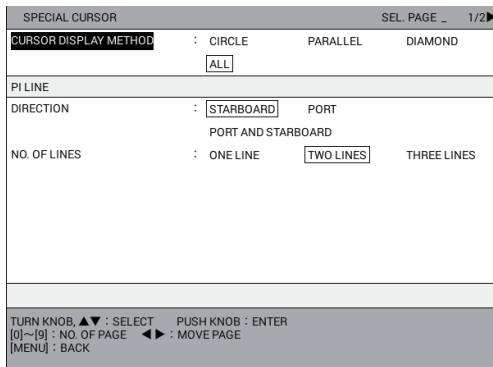 SPECIAL CURSOR SEL. PAGE _ 1/2▶
CURSOR DISPLAY METHOD : CIRCLE PARALLEL DIAMOND
ALL
PI LINE
DIRECTION : STARBOARD PORT
PORT AND STARBOARD
NO. OF LINES : ONE LINE TWO LINES THREE LINES
TURN KNOB, ▲▼ : SELECT PUSH KNOB : ENTER
[0]～[9] : NO. OF PAGE ◀ ▶ : MOVE PAGE
[MENU] : BACK